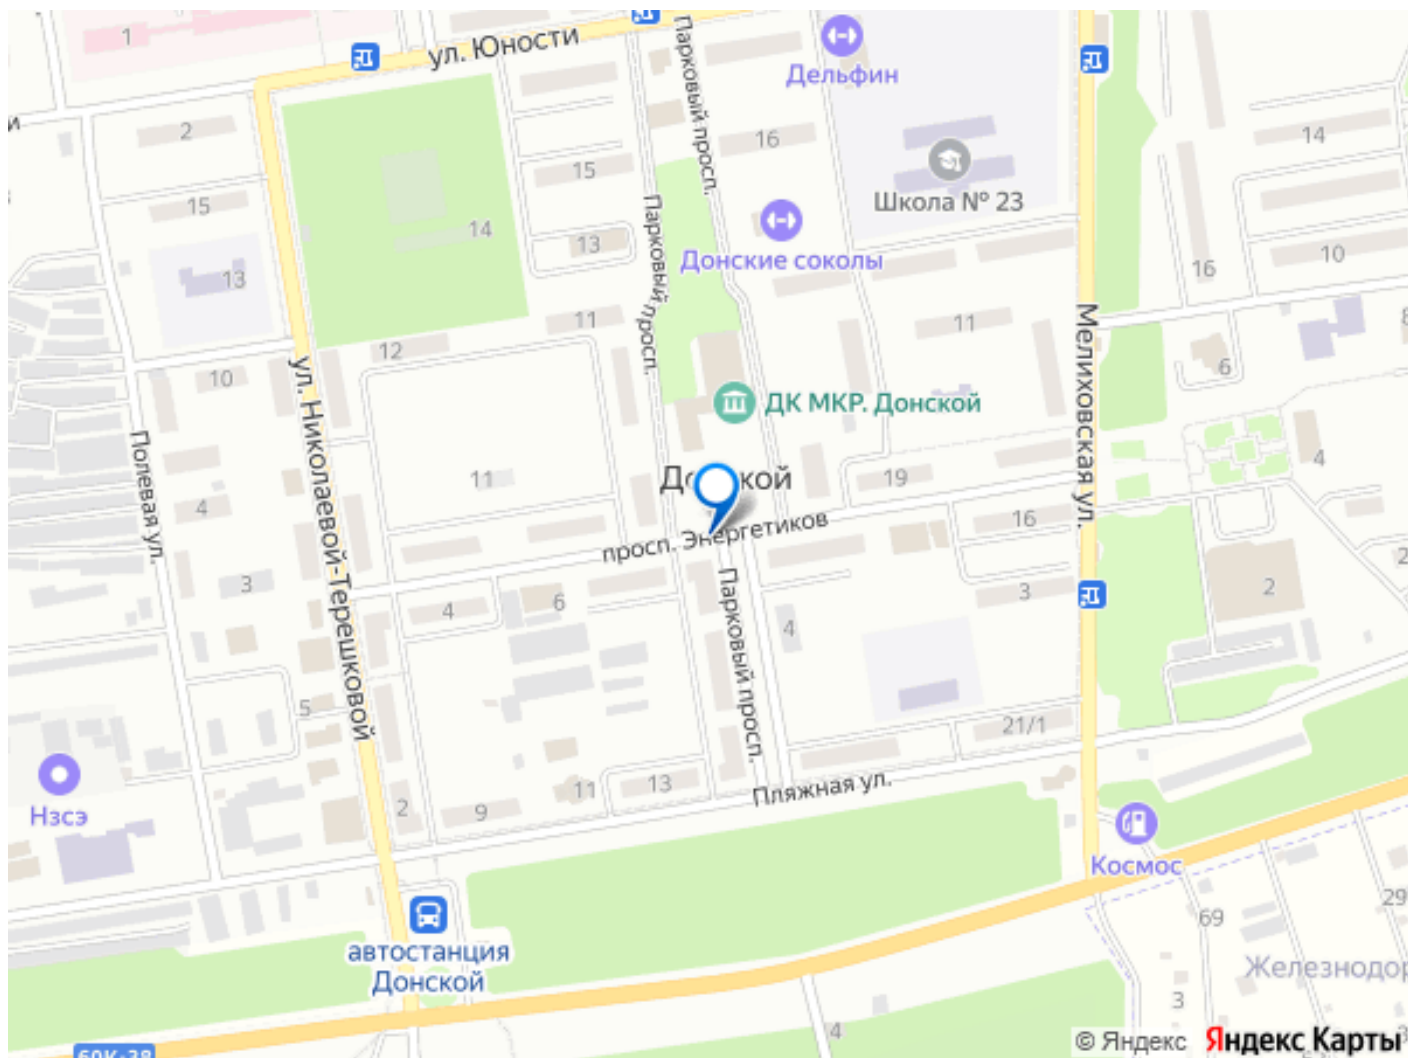 1
ул. Юности
Парковый просп.
Дельфин
2
16
14
15
Школа № 23
15
14
13
Парковый просп.
Донские соколы
10
16
13
11
11
Мелиховская ул.
12
6
10
ул. Николаевой-Терешковой
ДК МКР. Донской
Полевая ул.
11
19
4
4
16
просп. Энергетиков
3
4
6
3
2
4
Парковый просп.
5
21/1
11
13
Нзсэ
2
9
Пляжная ул.
Космос
69
29
автостанция
Донской
3
4
© Яндекс
Яндекс Карты